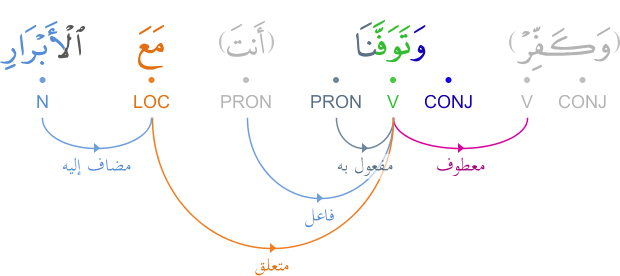 (وَكَفِّرْ) وَتَوَفَّنَا (أَنتَ) مَعَ ٱلْأَبْرَارِ
CONJ V CONJ V PRON PRON LOC N
معطوف مفعول به مضاف إليه
فاعل
متعلق